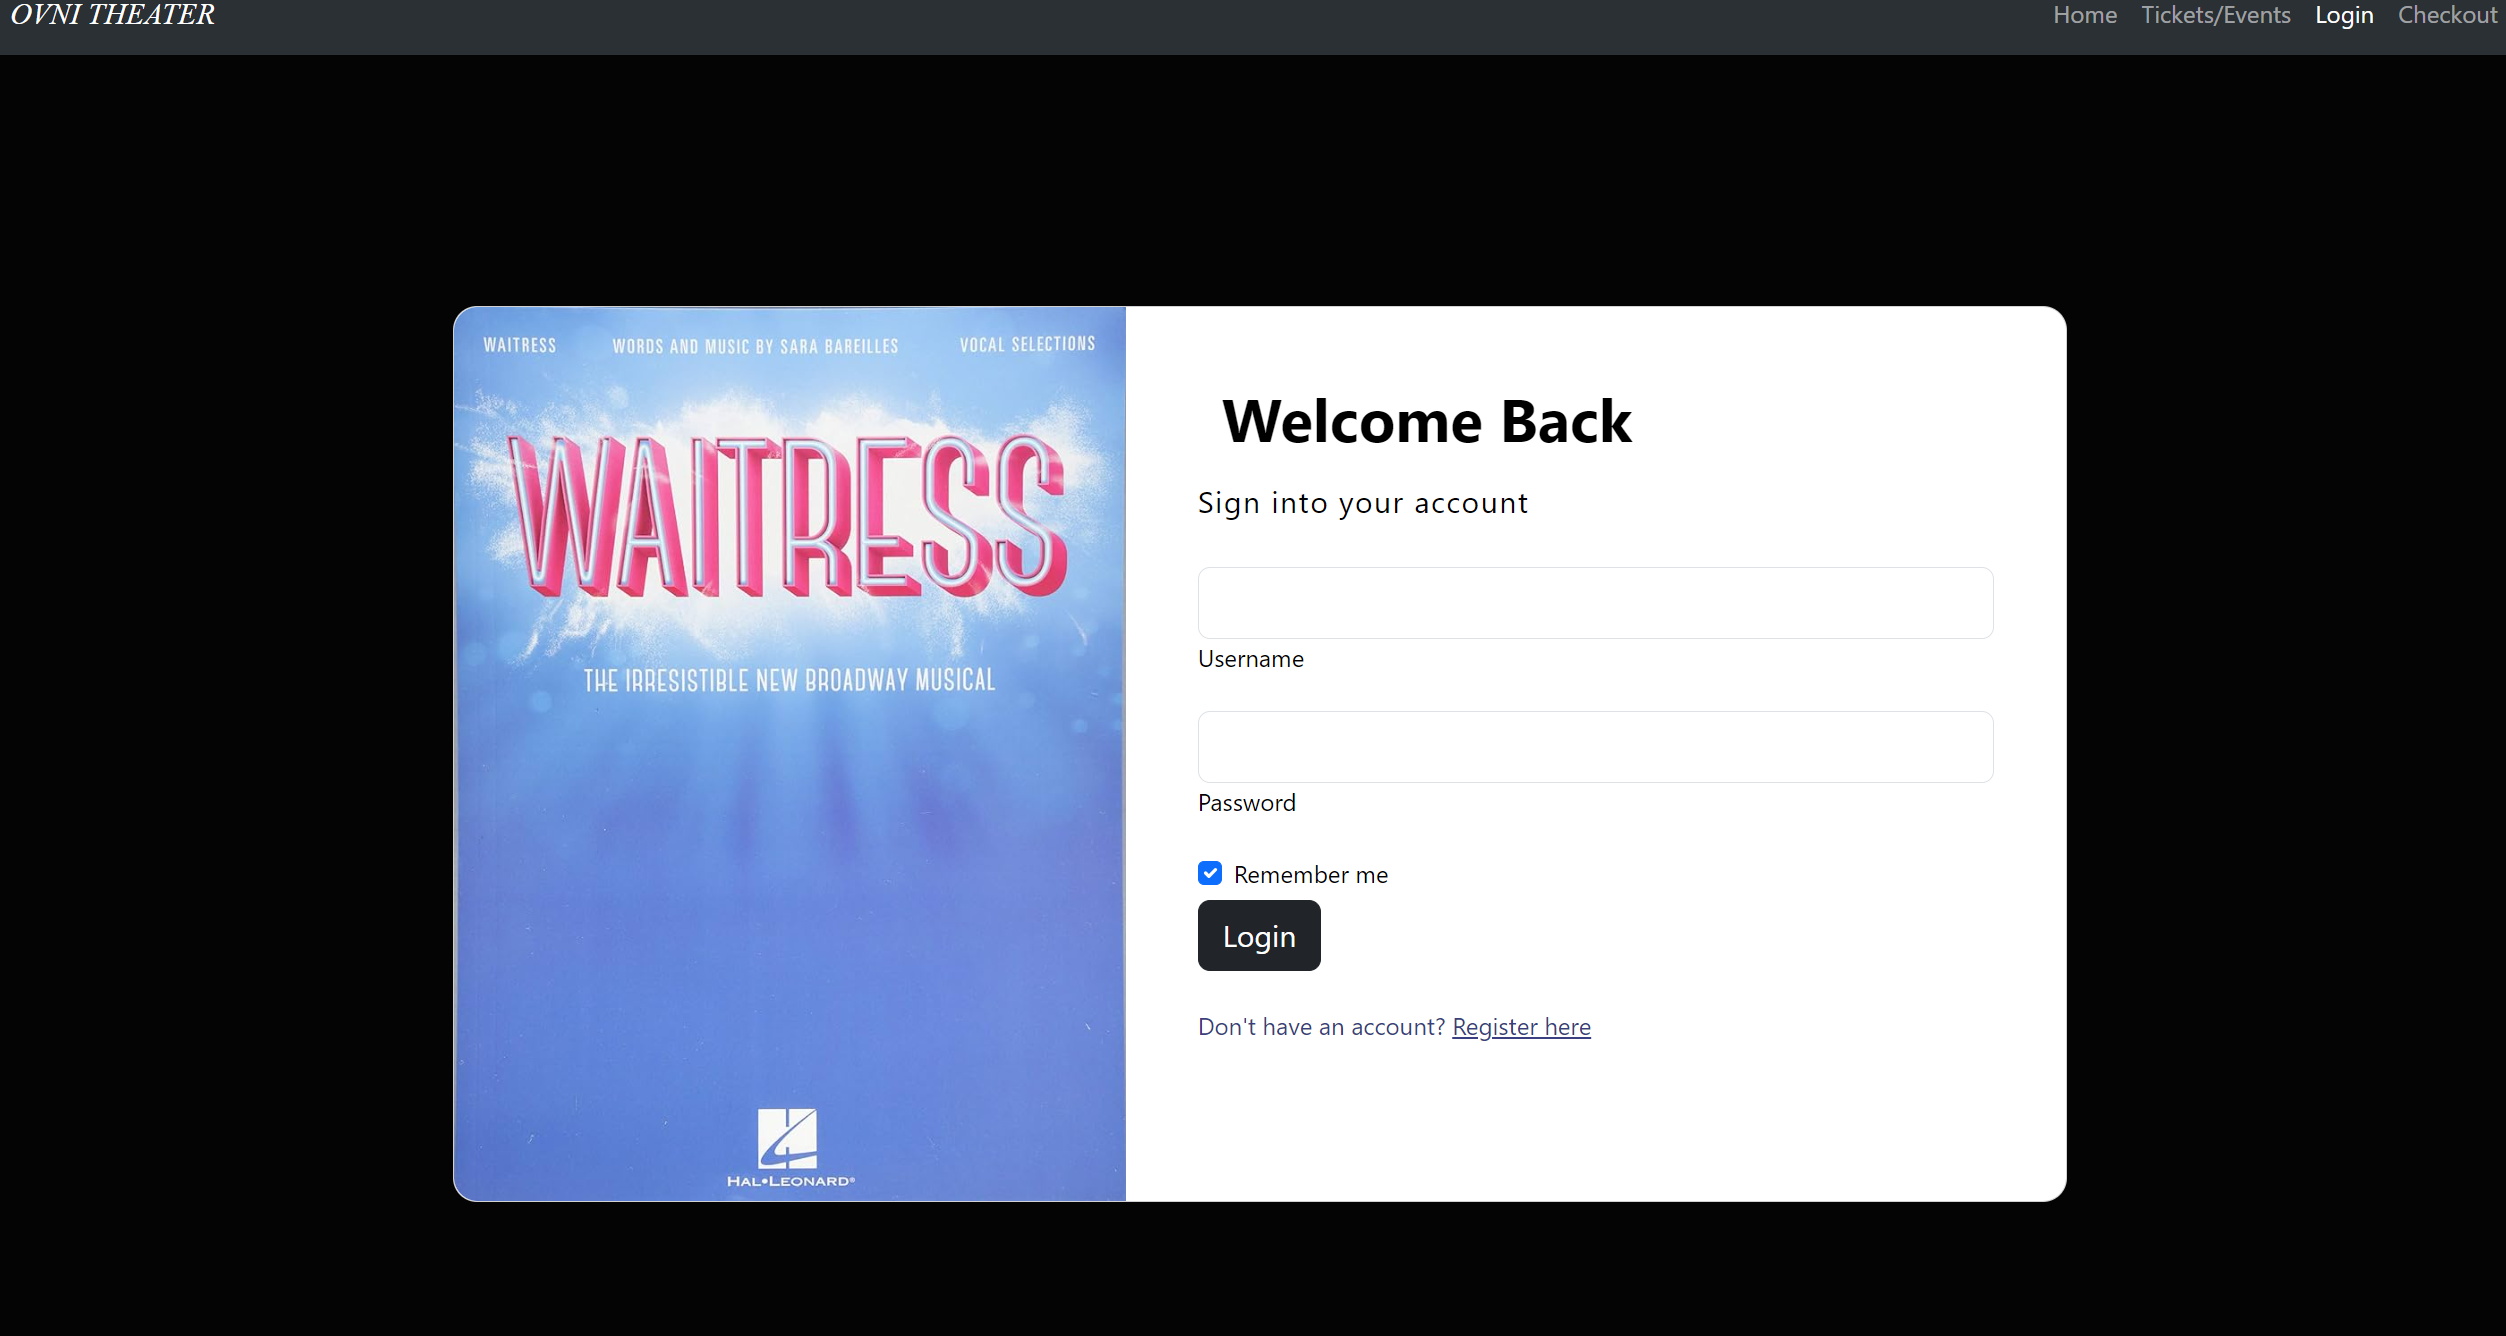 OVNI THEATER
Home Tickets/Events Login Checkout
WAITRESS WORDS AND MUSIC BY SARA BAREILLES VOCAL SELECTIONS
WAITRESS
THE IRRESISTIBLE NEW BROADWAY MUSICAL
HAL•LEONARD®
Welcome Back
Sign into your account
Username
Password
Remember me
Login
Don't have an account? Register here